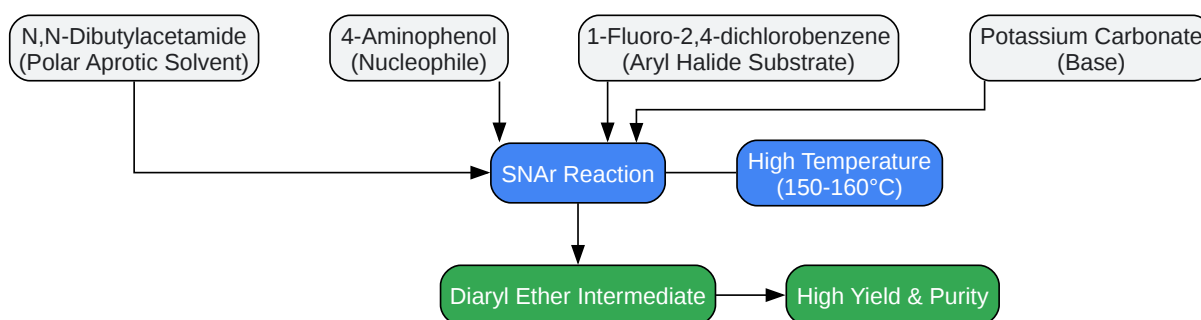 N,N-Dibutylacetamide
(Polar Aprotic Solvent)
4-Aminophenol
(Nucleophile)
1-Fluoro-2,4-dichlorobenzene
(Aryl Halide Substrate)
Potassium Carbonate
(Base)
SNAr Reaction
High Temperature
(150-160°C)
Diaryl Ether Intermediate
High Yield & Purity